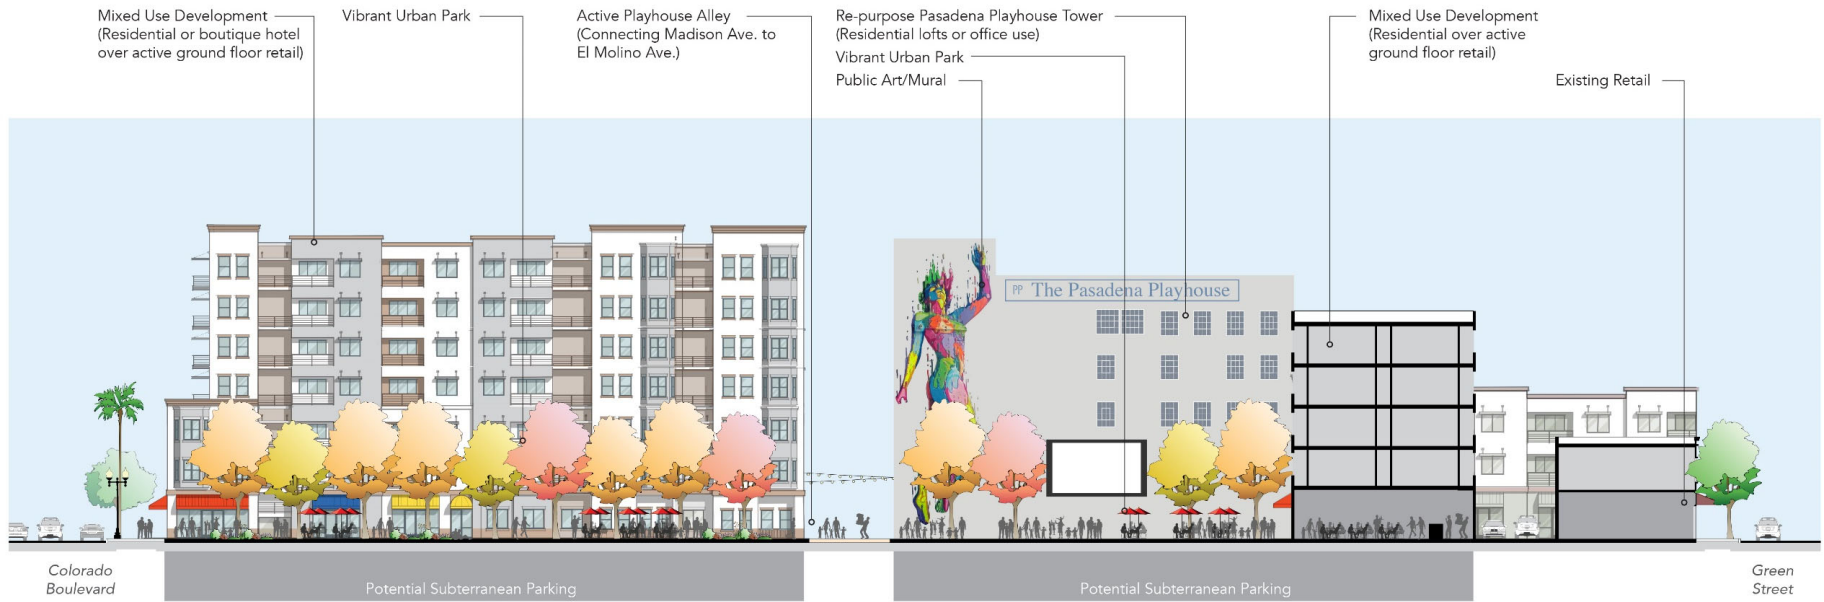 Mixed Use Development
(Residential or boutique hotel
over active ground floor retail)
Vibrant Urban Park
Active Playhouse Alley
(Connecting Madison Ave. to
El Molino Ave.)
Re-purpose Pasadena Playhouse Tower
(Residential lofts or office use)
Vibrant Urban Park
Public Art/Mural
Mixed Use Development
(Residential over active
ground floor retail)
Existing Retail
PP The Pasadena Playhouse
Colorado
Boulevard
Potential Subterranean Parking
Potential Subterranean Parking
Green
Street